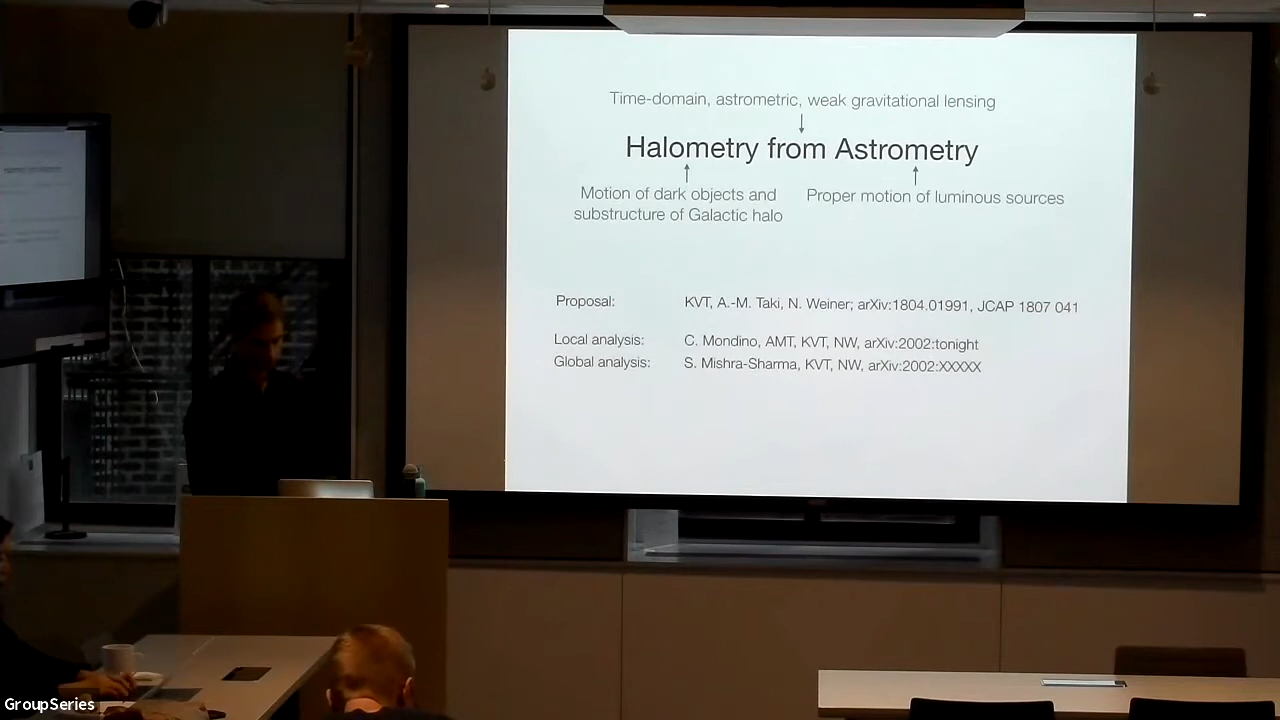 Time-domain, astrometric, weak gravitational lensing
Halometry from Astrometry
Motion of dark objects and
substructure of Galactic halo
Proper motion of luminous sources
Proposal: KVT, A.-M. Taki, N. Weiner; arXiv:1804.01991, JCAP 1807 041
Local analysis: C. Mondino, AMT, KVT, NW, arXiv:2002:tonight
Global analysis: S. Mishra-Sharma, KVT, NW, arXiv:2002:XXXXX
GroupSeries